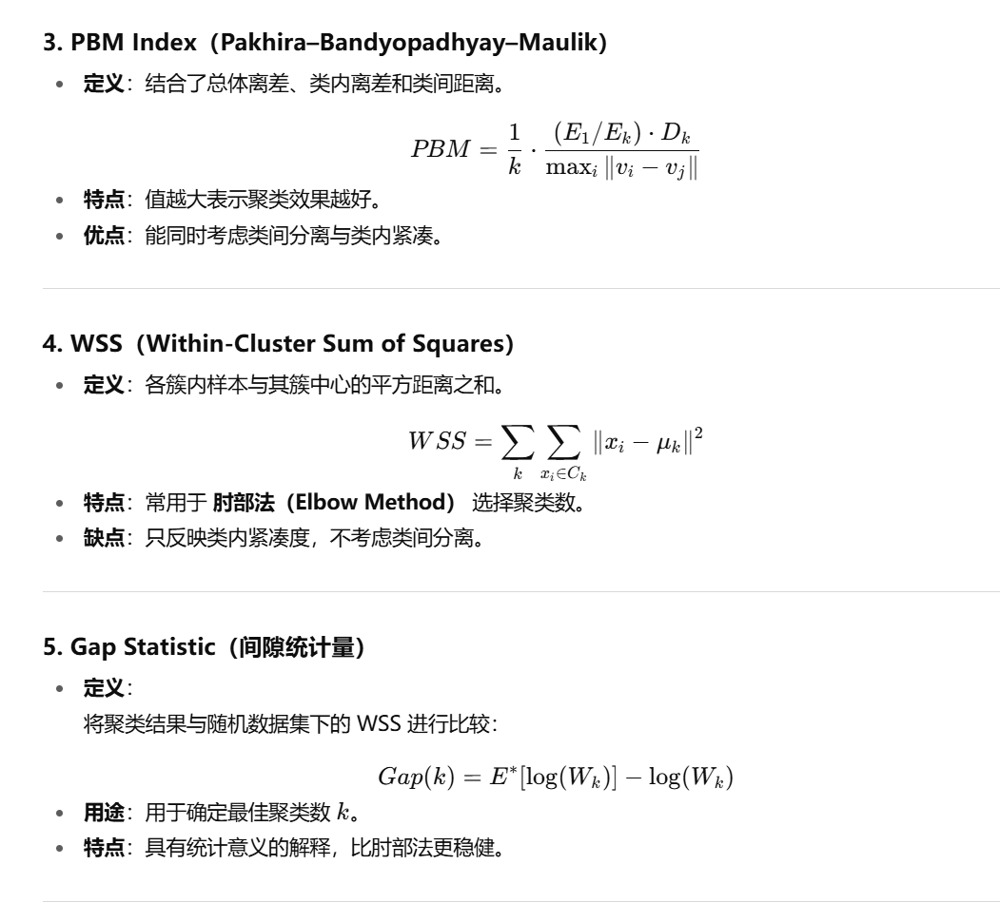 3. PBM Index（Pakhira–Bandyopadhyay–Maulik）
• 定义：结合了总体离差、类内离差和类间距离。
PBM = \frac{1}{k} \cdot \frac{(E_1/E_k) \cdot D_k}{\max_i \|v_i - v_j\|}
• 特点：值越大表示聚类效果越好。
• 优点：能同时考虑类间分离与类内紧凑。
4. WSS（Within-Cluster Sum of Squares）
• 定义：各簇内样本与其簇中心的平方距离之和。
WSS = \sum_k \sum_{x_i \in C_k} \|x_i - \mu_k\|^2
• 特点：常用于 肘部法（Elbow Method） 选择聚类数。
• 缺点：只反映类内紧凑度，不考虑类间分离。
5. Gap Statistic（间隙统计量）
• 定义：
将聚类结果与随机数据集下的 WSS 进行比较：
Gap(k) = E^*[\log(W_k)] - \log(W_k)
• 用途：用于确定最佳聚类数 k。
• 特点：具有统计意义的解释，比肘部法更稳健。